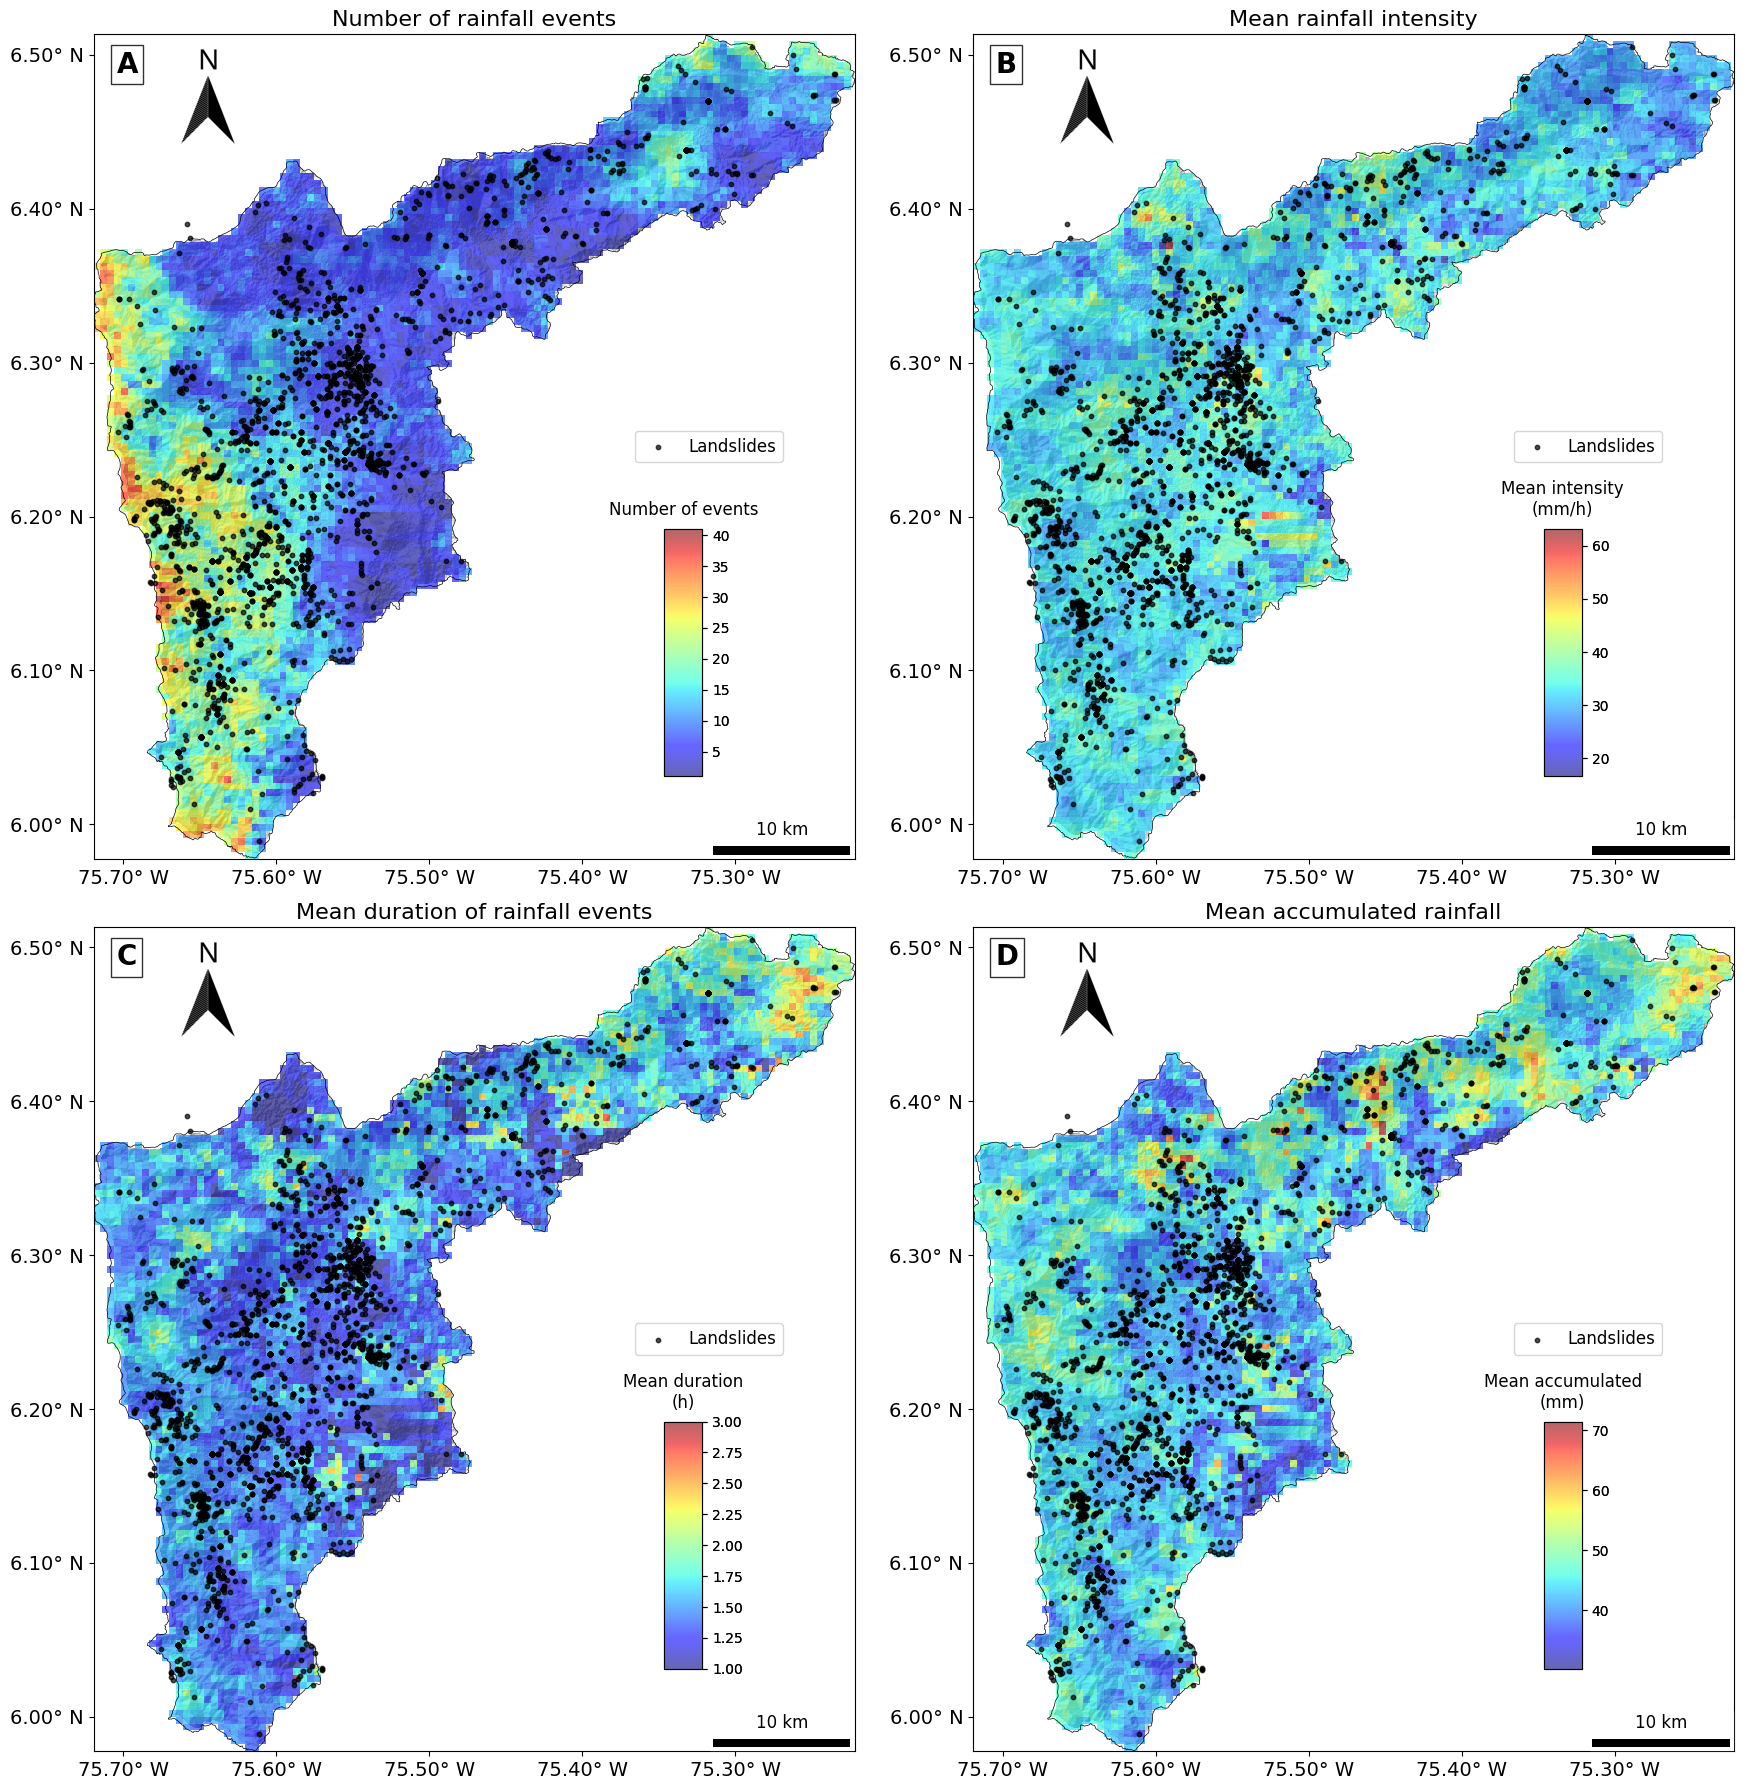 Number of rainfall events
A
N
6.50° N
6.40° N
6.30° N
6.20° N
6.10° N
6.00° N
Landslides
Number of events
40
35
30
25
20
15
10
5
10 km
75.70° W 75.60° W 75.50° W 75.40° W 75.30° W
Mean rainfall intensity
B
N
6.50° N
6.40° N
6.30° N
6.20° N
6.10° N
6.00° N
Landslides
Mean intensity
(mm/h)
60
50
40
30
20
10 km
75.70° W 75.60° W 75.50° W 75.40° W 75.30° W
Mean duration of rainfall events
C
N
6.50° N
6.40° N
6.30° N
6.20° N
6.10° N
6.00° N
Landslides
Mean duration
(h)
3.00
2.75
2.50
2.25
2.00
1.75
1.50
1.25
1.00
10 km
75.70° W 75.60° W 75.50° W 75.40° W 75.30° W
Mean accumulated rainfall
D
N
6.50° N
6.40° N
6.30° N
6.20° N
6.10° N
6.00° N
Landslides
Mean accumulated
(mm)
70
60
50
40
10 km
75.70° W 75.60° W 75.50° W 75.40° W 75.30° W